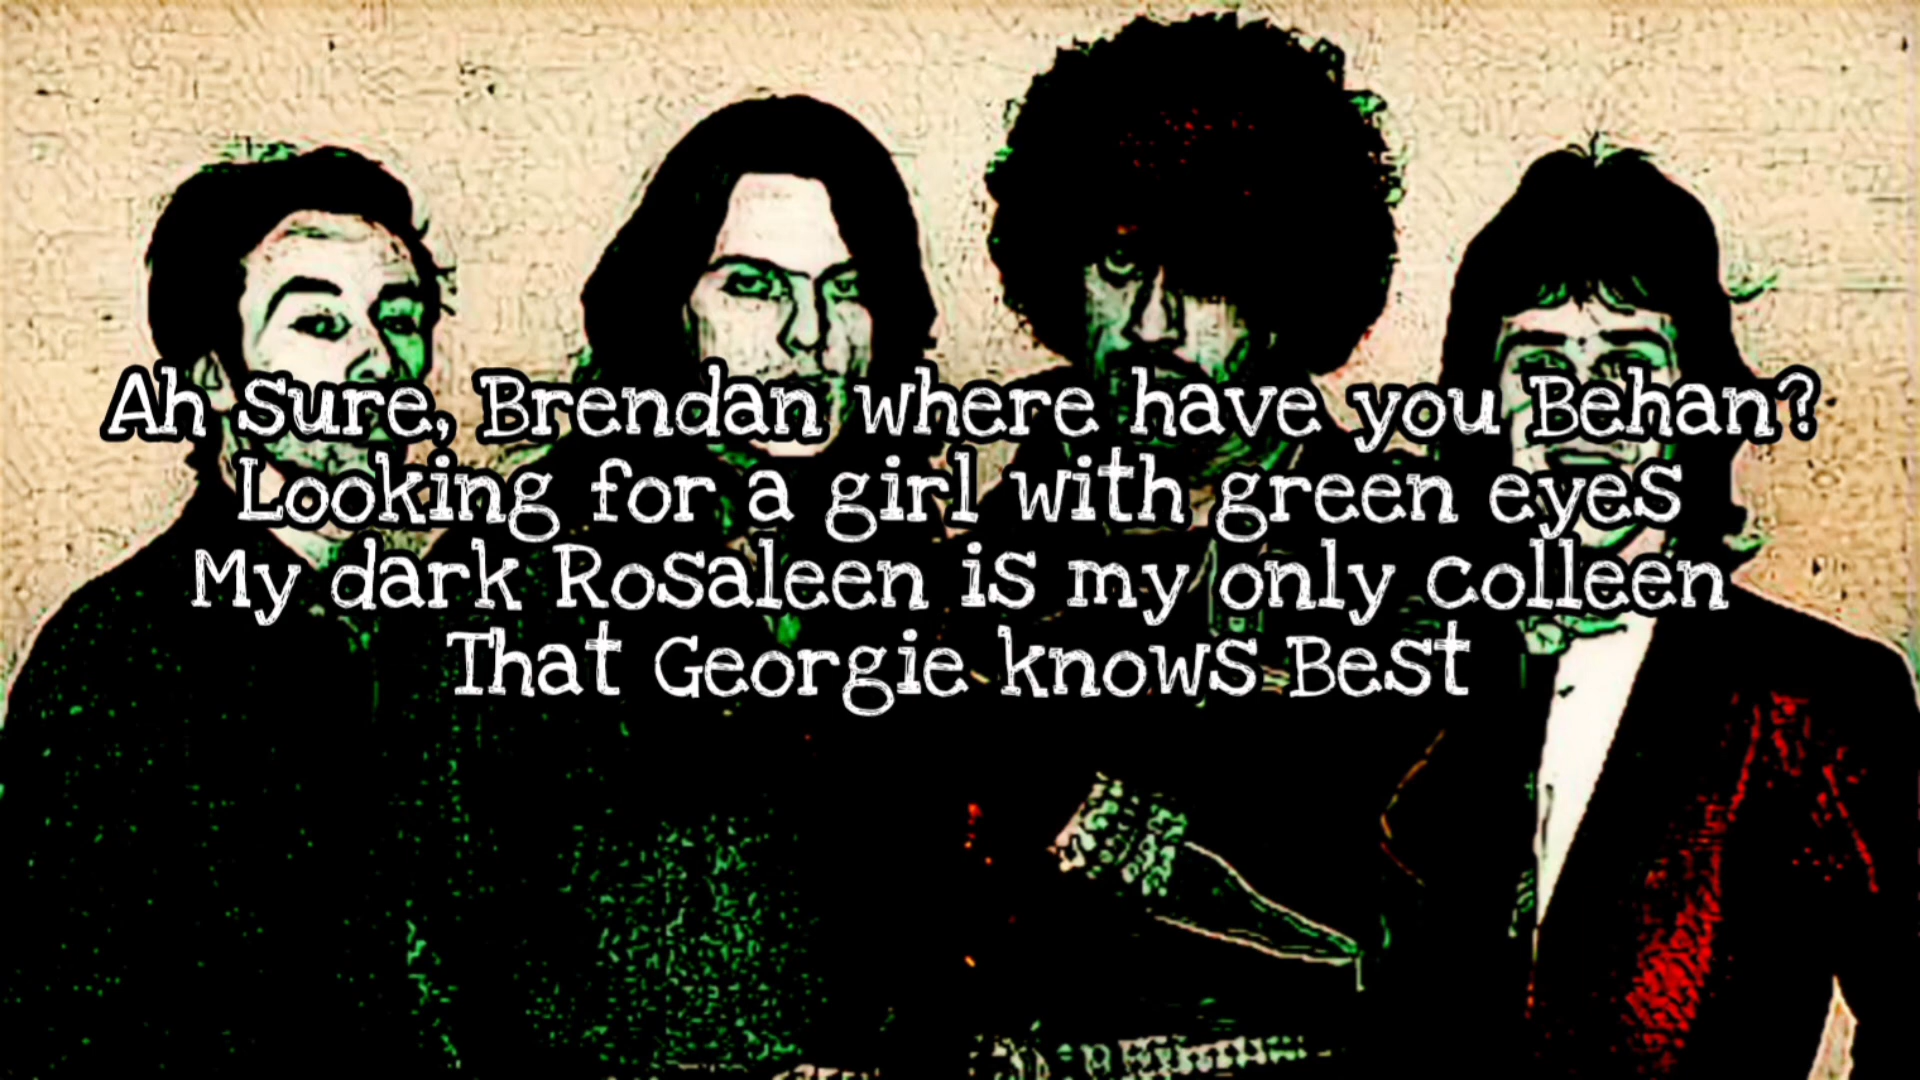 Ah sure, Brendan where have you Behan?
Looking for a girl with green eyes
My dark Rosaleen is my only colleen
That Georgie knows Best